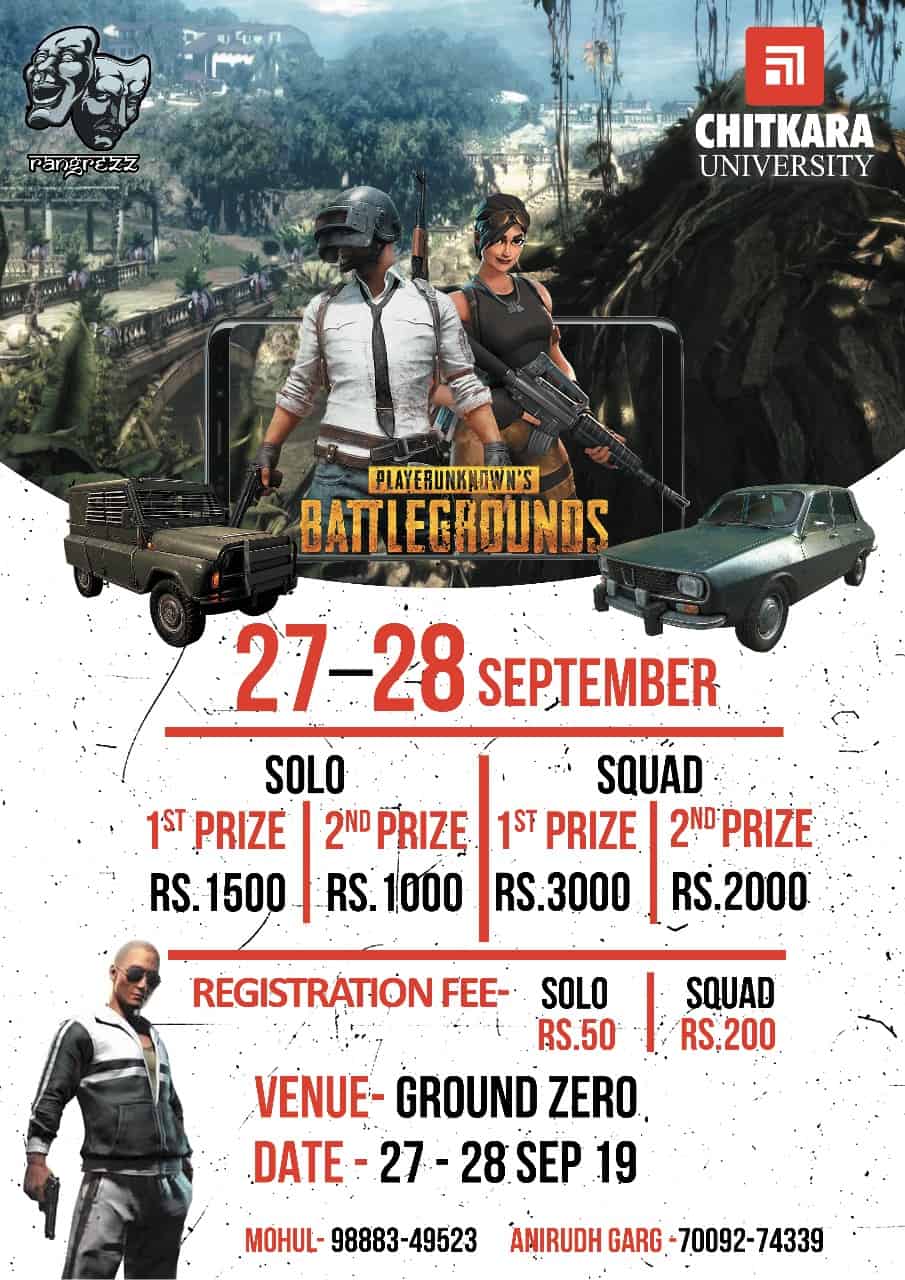 rangrezz
CHITKARA
UNIVERSITY
PLAYERUNKNOWN'S
BATTLEGROUNDS
27–28 SEPTEMBER
SOLO SQUAD
1ST PRIZE 2ND PRIZE 1ST PRIZE 2ND PRIZE
RS.1500 RS.1000 RS.3000 RS.2000
REGISTRATION FEE- SOLO SQUAD
RS.50 RS.200
VENUE- GROUND ZERO
DATE - 27 - 28 SEP 19
MOHUL- 98883-49523 ANIRUDH GARG -70092-74339